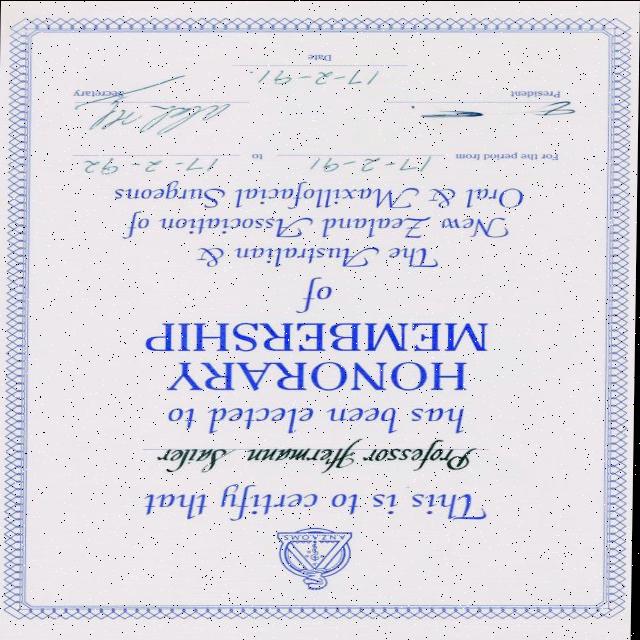 ANZAOMS
This is to certify that
Professor Hermann Sailer
has been elected to
HONORARY
MEMBERSHIP
of
The Australian &
New Zealand Association of
Oral & Maxillofacial Surgeons
For the period from 17-2-91 to 17-2-92
President Secretary
17-2-91.
Date